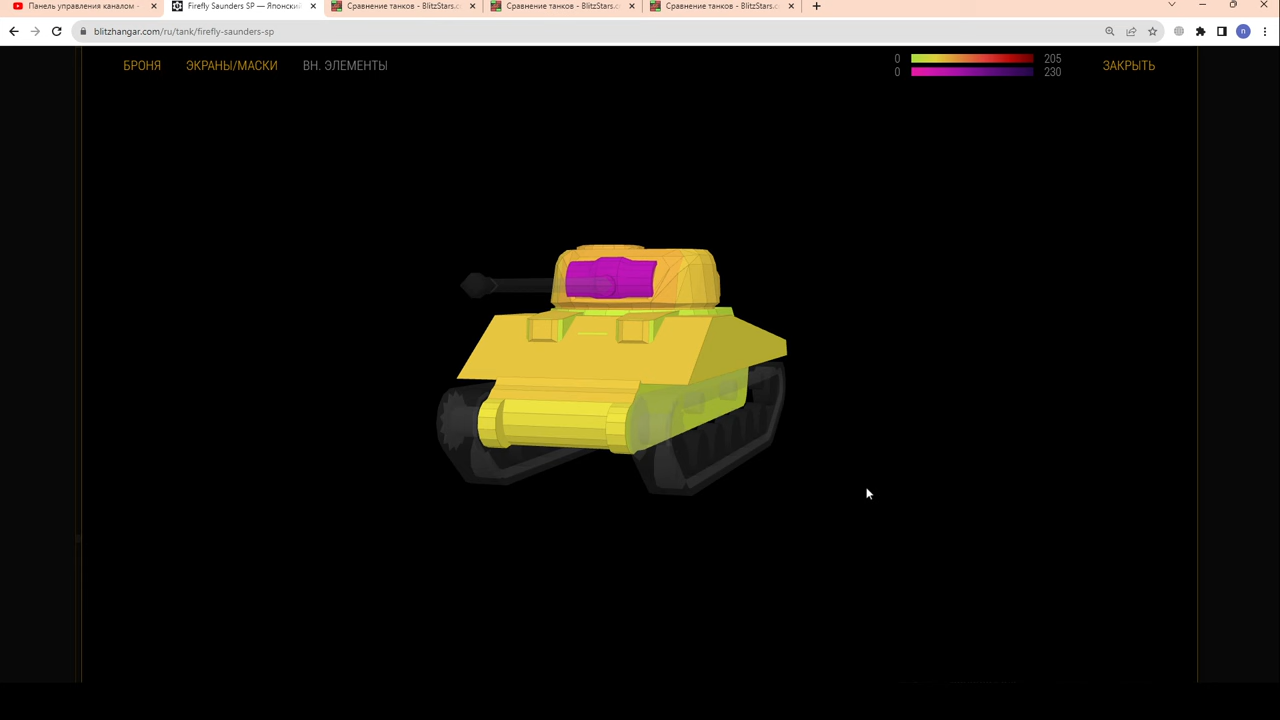 Панель управления каналом -
Firefly Saunders SP — Японский
Сравнение танков - BlitzStars.c
Сравнение танков - BlitzStars.c
Сравнение танков - BlitzStars.c
blitzhangar.com/ru/tank/firefly-saunders-sp
n
БРОНЯ ЭКРАНЫ/МАСКИ ВН. ЭЛЕМЕНТЫ
0 205
0 230
ЗАКРЫТЬ